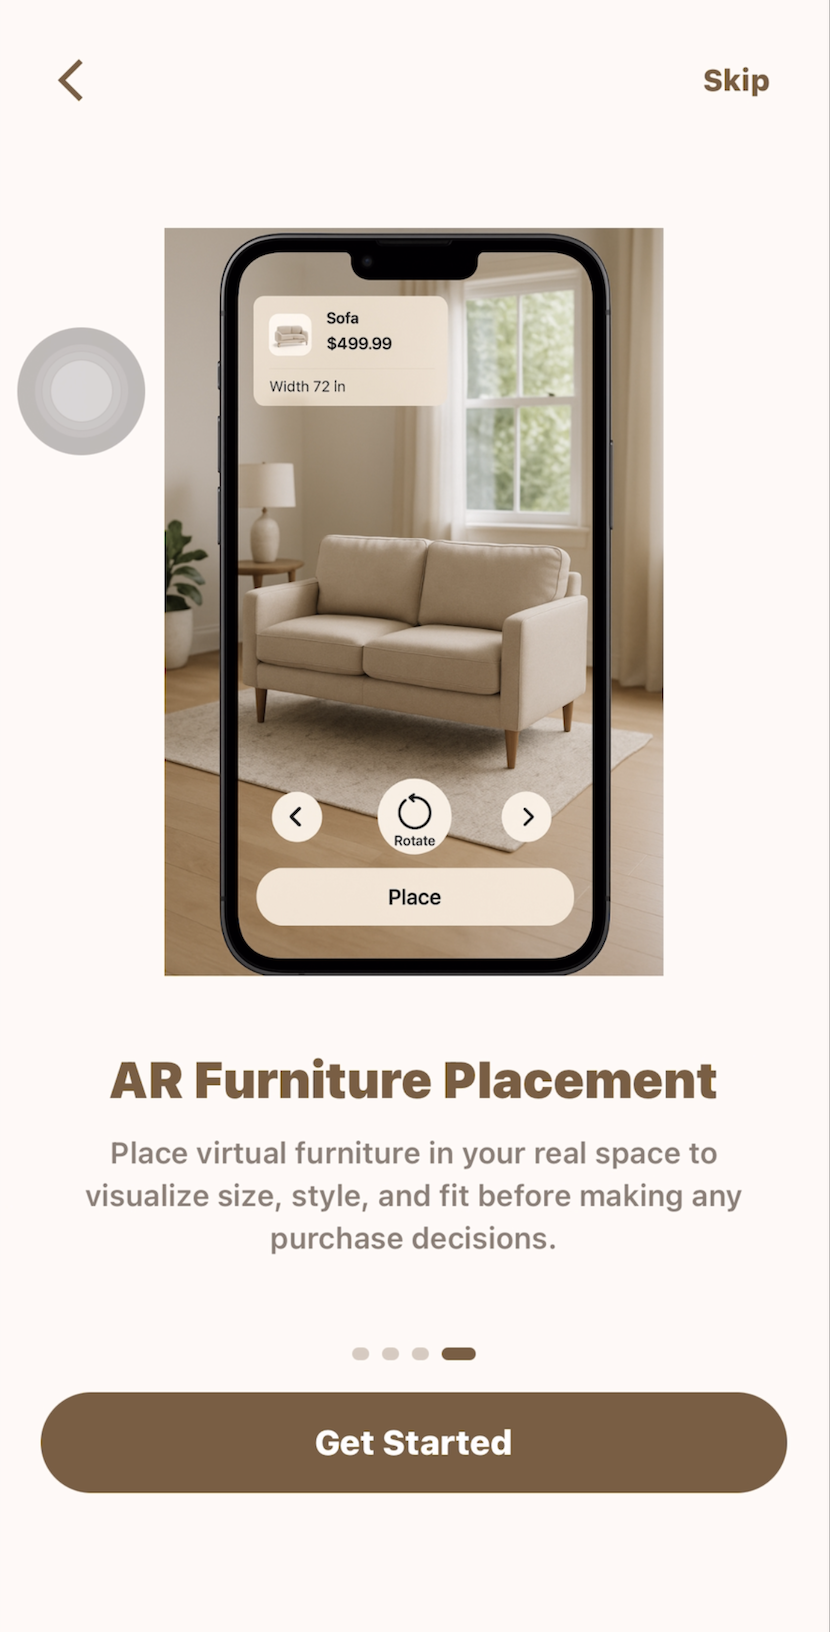 Skip
Sofa
$499.99
Width 72 in
Rotate
Place
AR Furniture Placement
Place virtual furniture in your real space to
visualize size, style, and fit before making any
purchase decisions.
Get Started